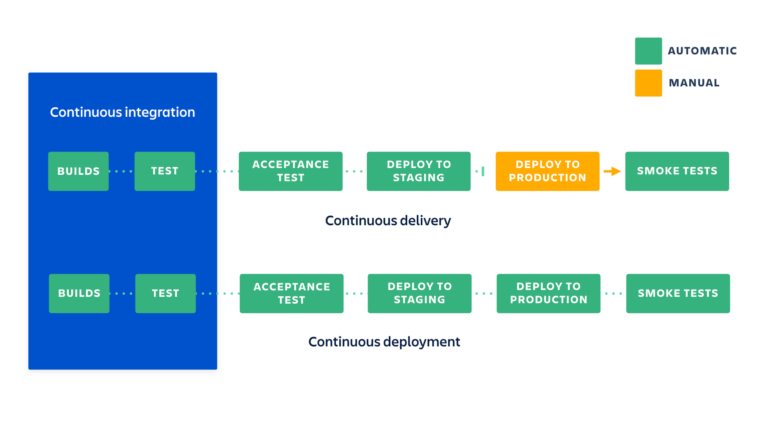 AUTOMATIC
MANUAL
Continuous integration
BUILDS
TEST
ACCEPTANCE
TEST
DEPLOY TO
STAGING
DEPLOY TO
PRODUCTION
SMOKE TESTS
Continuous delivery
BUILDS
TEST
ACCEPTANCE
TEST
DEPLOY TO
STAGING
DEPLOY TO
PRODUCTION
SMOKE TESTS
Continuous deployment